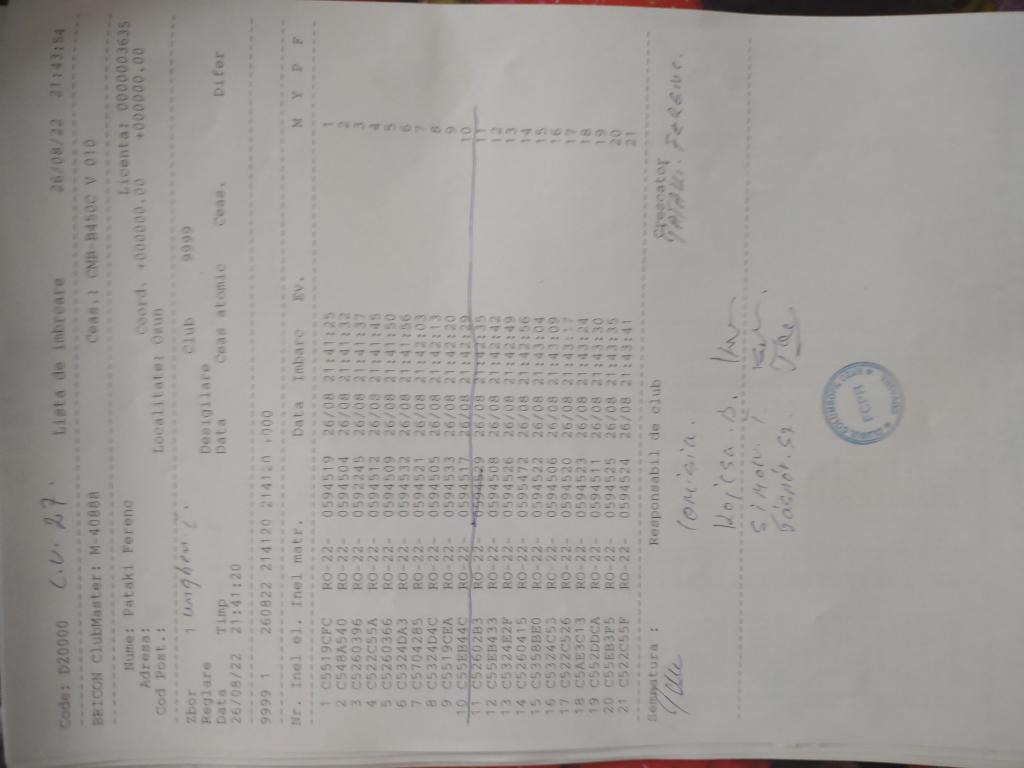 Code: D20000 Lista de imbreare 26/08/22 21:43:54
BRICON ClubMaster: M-4088B Ceas.: CMB-B450C V 010
Nume: Pataki Ferenc Licenta: 0000003635
Adresa: Coord. +000000.00 +000000.00
Cod Post.: Localitate: Osun
Zbor 1 Ungheni Club 9999
Reglare Desigilare
Data Timp Data Ceas atomic Ceas. Difer
26/08/22 21:41:20
9999 1 260822 214120 214120 +000
Nr. Inel el. Inel matr. Data Imbarc Ev. M Y P F
1 C5519CFC RO-22- 0594519 26/08 21:41:25 1
2 C548A540 RO-22- 0594504 26/08 21:41:32 2
3 C5260396 RO-22- 0592245 26/08 21:41:37 3
4 C522C55A RO-22- 0594512 26/08 21:41:45 4
5 C5260366 RO-22- 0594509 26/08 21:41:50 5
6 C5324DA3 RO-22- 0594532 26/08 21:41:56 6
7 C5704285 RO-22- 0594521 26/08 21:42:03 7
8 C5324D4C RO-22- 0594505 26/08 21:42:13 8
9 C5519CEA RO-22- 0594533 26/08 21:42:20 9
10 C55EB44C RO-22- 0594517 26/08 21:42:29 10
11 C52602B3 RO-22- 0594529 26/08 21:42:35 11
12 C55EB433 RO-22- 0594508 26/08 21:42:42 12
13 C5324E2F RO-22- 0594526 26/08 21:42:49 13
14 C5260415 RO-22- 0594472 26/08 21:42:56 14
15 C5358BE0 RO-22- 0594522 26/08 21:43:04 15
16 C5324C53 RO-22- 0594506 26/08 21:43:09 16
17 C522C526 RO-22- 0594520 26/08 21:43:17 17
18 C5AE3C13 RO-22- 0594523 26/08 21:43:24 18
19 C552DDCA RO-22- 0594511 26/08 21:43:30 19
20 C55EB3F5 RO-22- 0594525 26/08 21:43:35 20
21 C522C55F RO-22- 0594524 26/08 21:43:41 21
Semnatura : Responsabil de club Crescator
Comisia. PATAKI FERENC.
FCPR